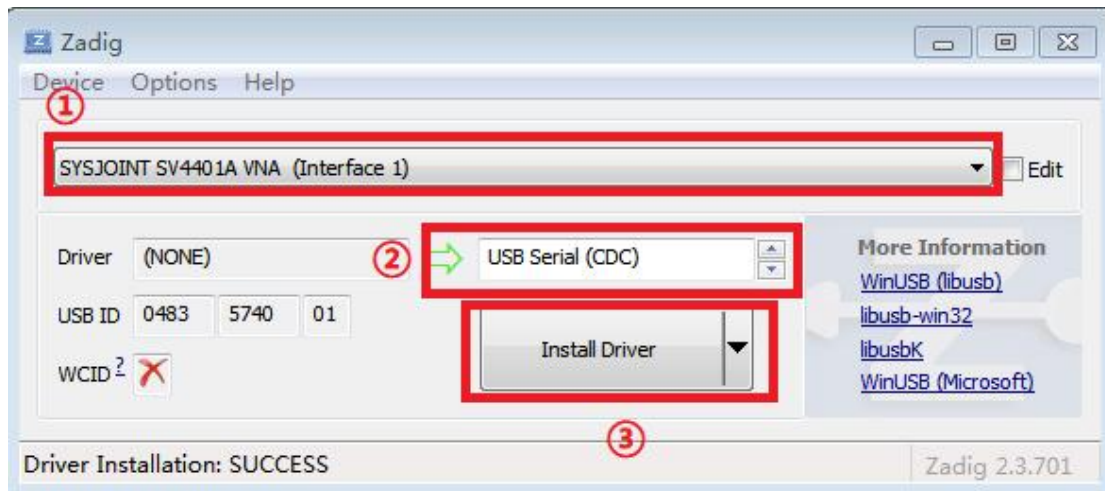 Zadig
Device Options Help
①
SYSJOINT SV4401A VNA (Interface 1)
Edit
Driver (NONE) ② USB Serial (CDC)
More Information
WinUSB (libusb)
USB ID 0483 5740 01
libusb-win32
Install Driver
libusbK
WCID ?
WinUSB (Microsoft)
③
Driver Installation: SUCCESS
Zadig 2.3.701